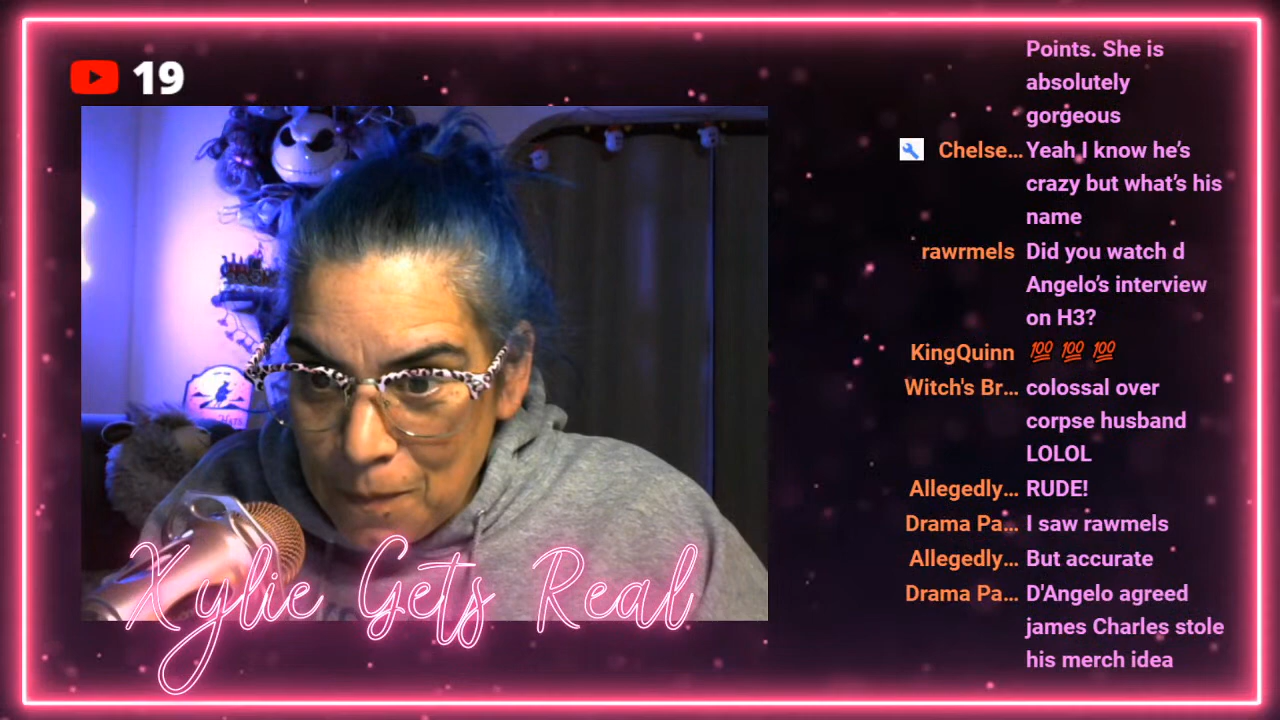 19
Points. She is
absolutely
gorgeous
Chelse... Yeah I know he's
crazy but what's his
name
rawrmels Did you watch d
Angelo's interview
on H3?
KingQuinn 💯 💯 💯
Witch's Br... colossal over
corpse husband
LOLOL
Allegedly... RUDE!
Drama Pa... I saw rawmels
Allegedly... But accurate
Drama Pa... D'Angelo agreed
james Charles stole
his merch idea
Xylie Gets Real